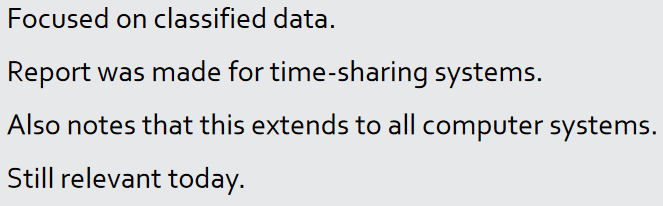 Focused on classified data.
Report was made for time-sharing systems.
Also notes that this extends to all computer systems.
Still relevant today.